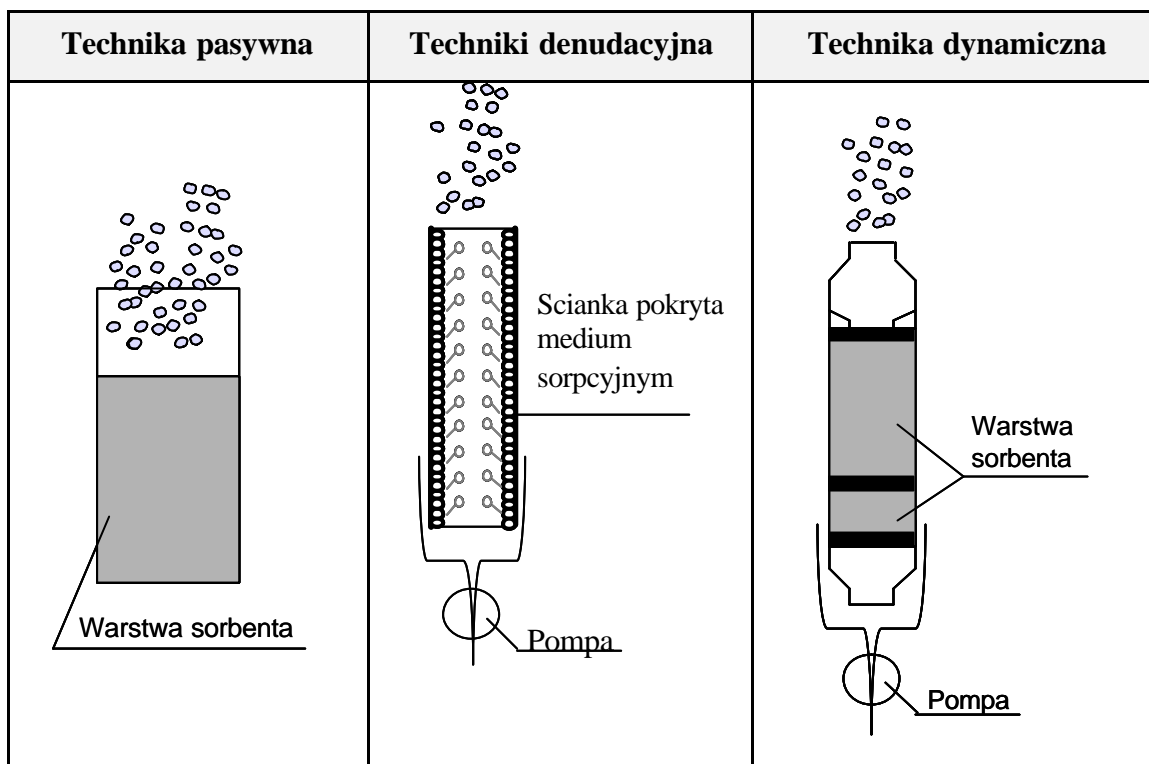 Technika pasywna
Techniki denudacyjna
Technika dynamiczna
Warstwa sorbenta
Scianka pokryta
medium
sorpcyjnym
Pompa
Warstwa
sorbenta
Pompa